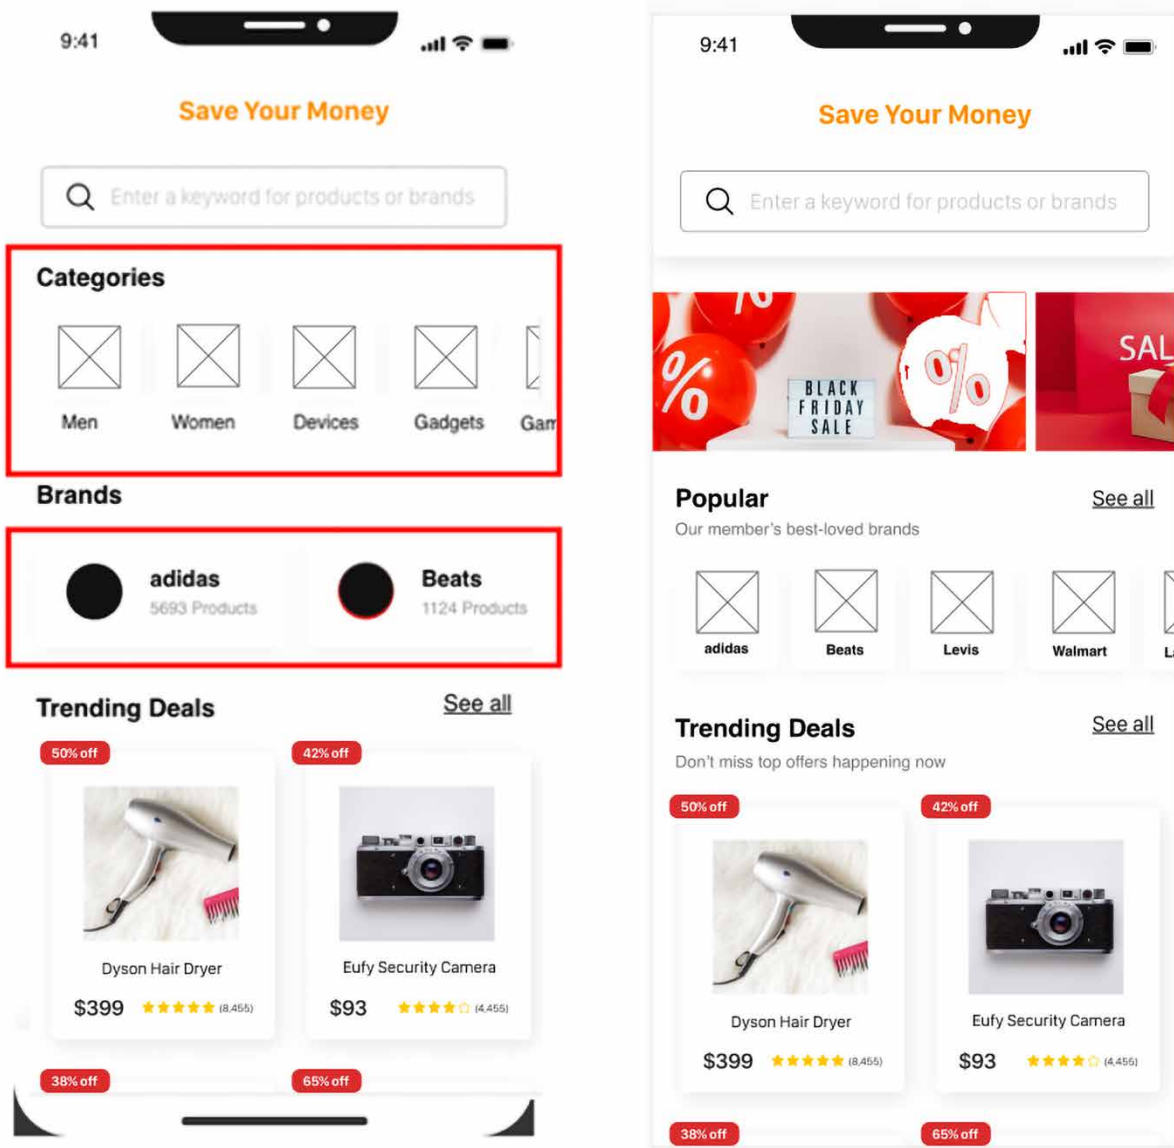 9:41
Save Your Money
Enter a keyword for products or brands
Categories
Men Women Devices Gadgets Gam
Brands
adidas Beats
5693 Products 1124 Products
Trending Deals See all
50% off 42% off
Dyson Hair Dryer Eufy Security Camera
$399 (8,455) $93 (4,455)
38% off 65% off
9:41
Save Your Money
Enter a keyword for products or brands
% % %
BLACK
FRIDAY
SALE
SAL
Popular See all
Our member's best-loved brands
adidas Beats Levis Walmart La
Trending Deals See all
Don't miss top offers happening now
50% off 42% off
Dyson Hair Dryer Eufy Security Camera
$399 (8,455) $93 (4,455)
38% off 65% off